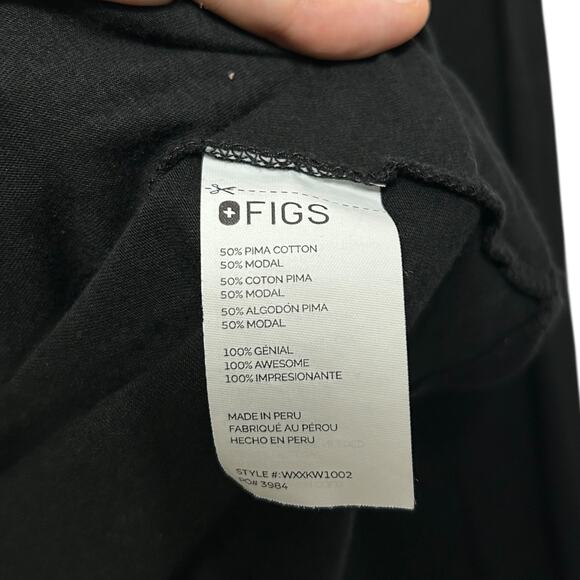 FIGS
50% PIMA COTTON
50% MODAL
50% COTON PIMA
50% MODAL
50% ALGODÓN PIMA
50% MODAL
100% GÉNIAL
100% AWESOME
100% IMPRESIONANTE
MADE IN PERU
FABRIQUÉ AU PÉROU
HECHO EN PERU
STYLE #:WXXKW1002
PO# 3984